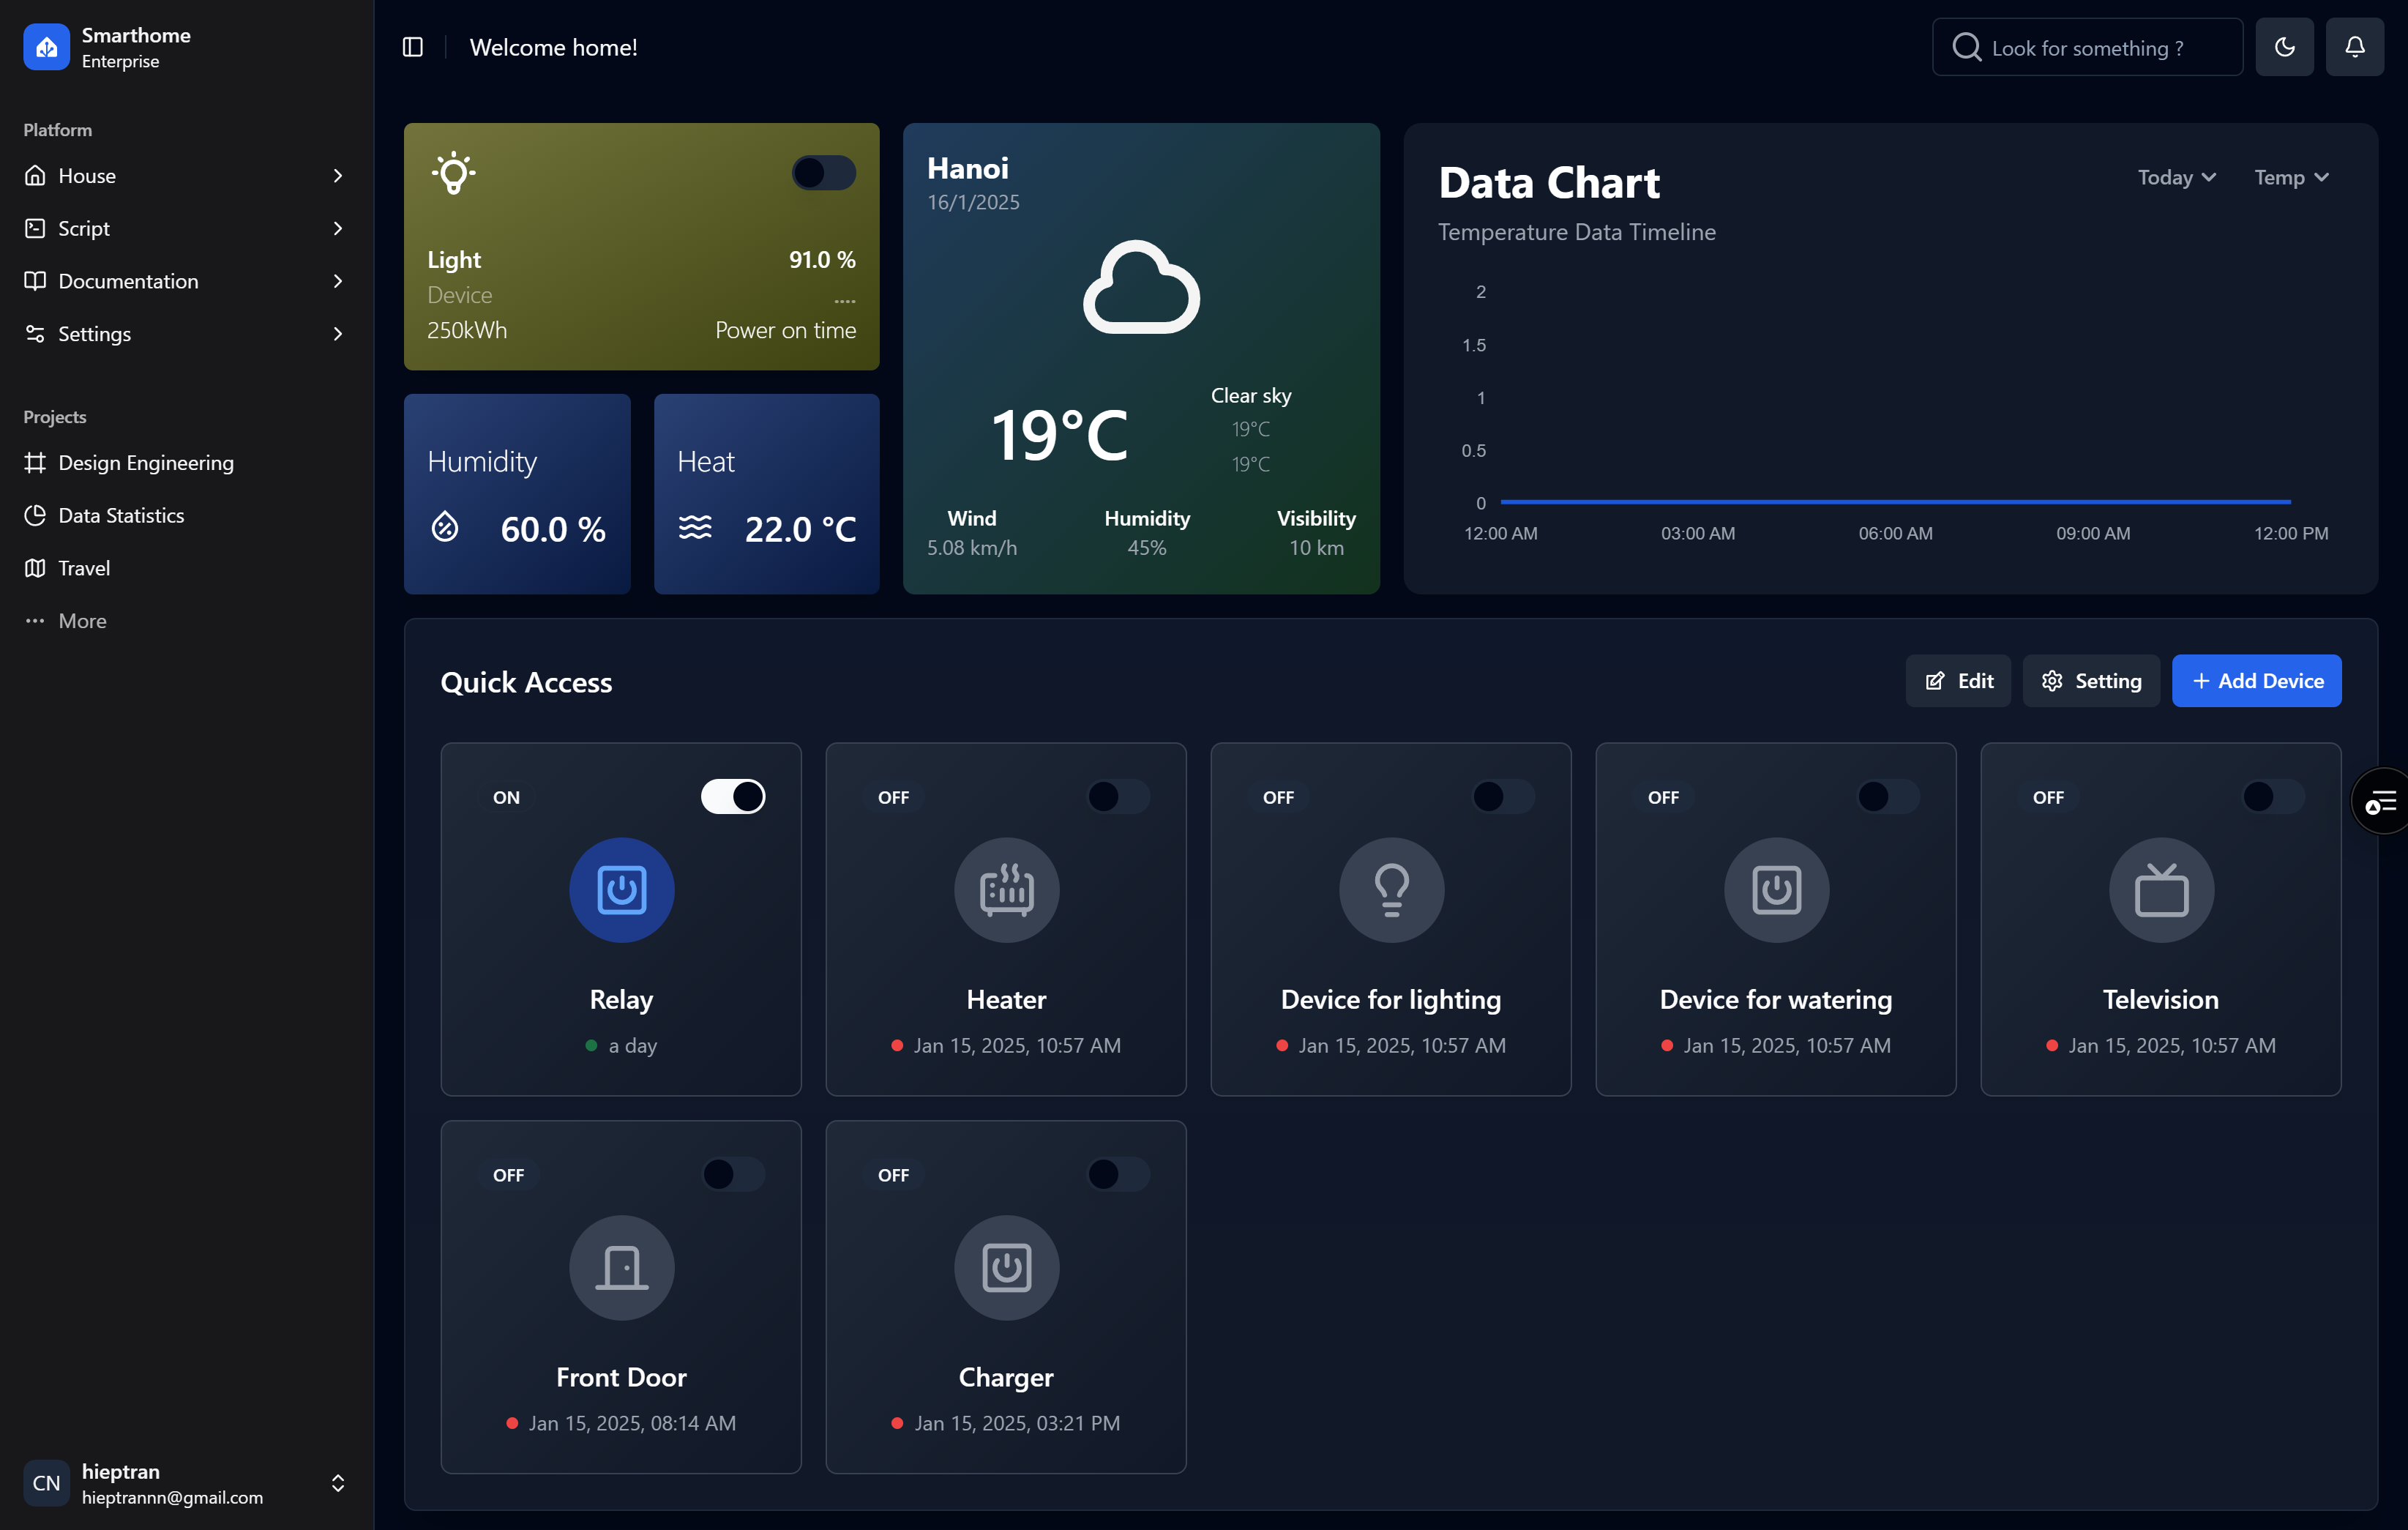 Smarthome
Enterprise
Platform
House
Script
Documentation
Settings
Projects
Design Engineering
Data Statistics
Travel
More
CN
hieptran
hieptrannn@gmail.com
Welcome home!
Look for something ?
Light 91.0 %
Device ....
250kWh Power on time
Humidity
60.0 %
Heat
22.0 °C
Hanoi
16/1/2025
19°C
Clear sky
19°C
19°C
Wind Humidity Visibility
5.08 km/h 45% 10 km
Data Chart
Today Temp
Temperature Data Timeline
2
1.5
1
0.5
0
12:00 AM 03:00 AM 06:00 AM 09:00 AM 12:00 PM
Quick Access
Edit Setting Add Device
ON
Relay
a day
OFF
Heater
Jan 15, 2025, 10:57 AM
OFF
Device for lighting
Jan 15, 2025, 10:57 AM
OFF
Device for watering
Jan 15, 2025, 10:57 AM
OFF
Television
Jan 15, 2025, 10:57 AM
OFF
Front Door
Jan 15, 2025, 08:14 AM
OFF
Charger
Jan 15, 2025, 03:21 PM